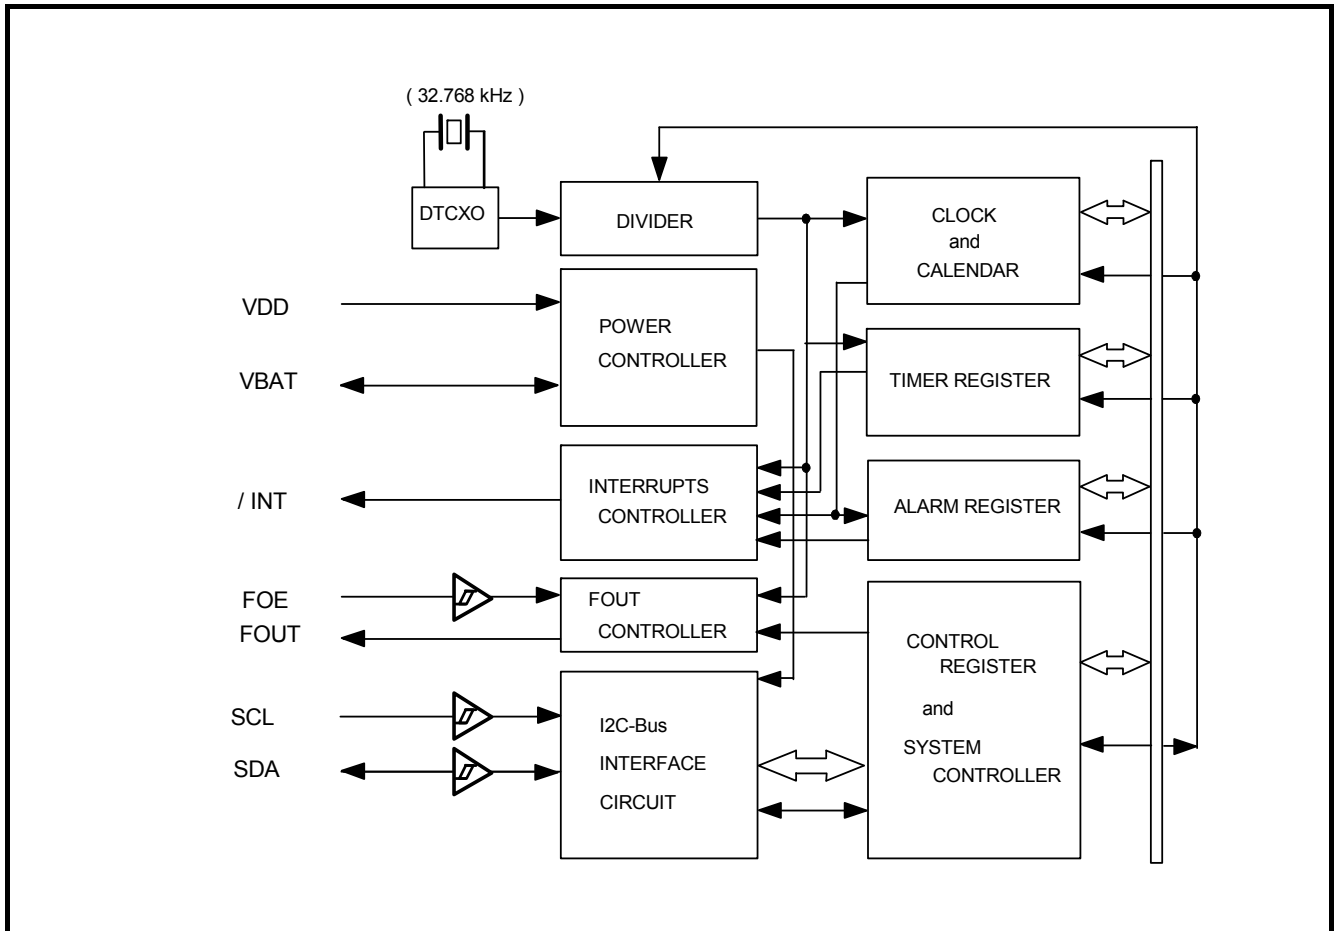 ( 32.768 kHz )
DTCXO
DIVIDER
CLOCK
and
CALENDAR
VDD
VBAT
POWER
CONTROLLER
TIMER REGISTER
/ INT
INTERRUPTS
CONTROLLER
ALARM REGISTER
FOE
FOUT
FOUT
CONTROLLER
CONTROL
REGISTER
and
SYSTEM
CONTROLLER
SCL
SDA
I2C-Bus
INTERFACE
CIRCUIT